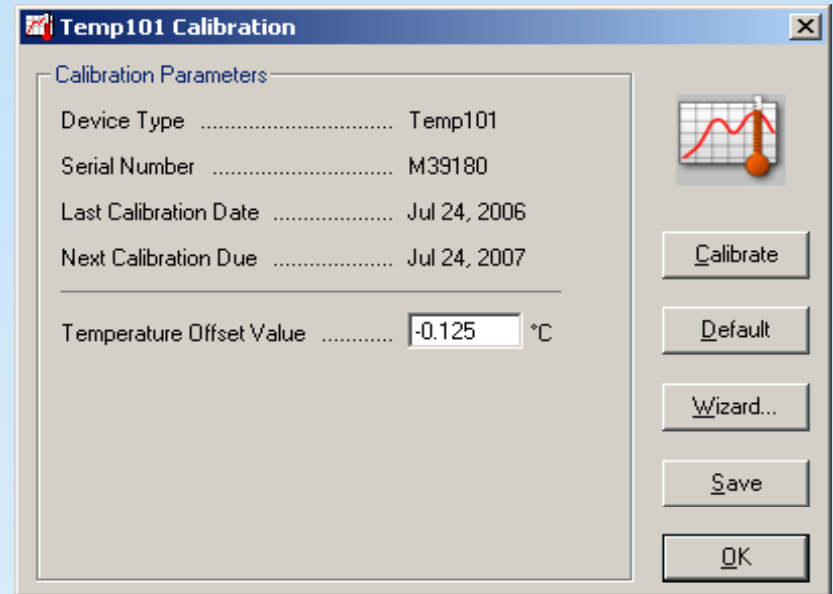 Temp101 Calibration
Calibration Parameters
Device Type ................................ Temp101
Serial Number .............................. M39180
Last Calibration Date .................... Jul 24, 2006
Next Calibration Due .................... Jul 24, 2007
Temperature Offset Value ............ -0.125 °C
Calibrate
Default
Wizard...
Save
OK